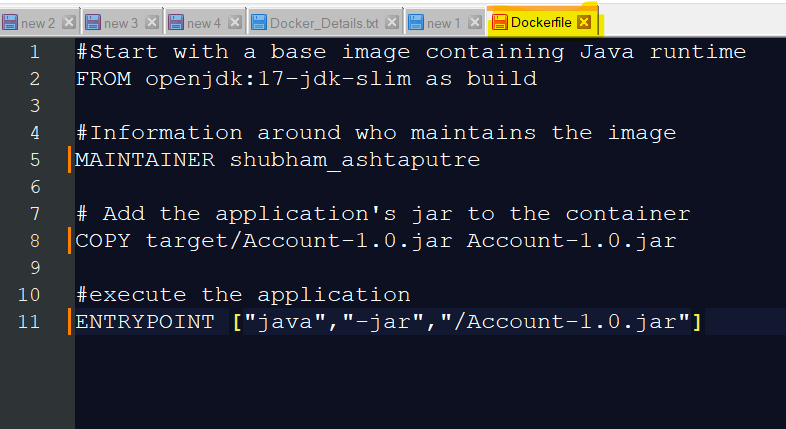 new 2
new 3
new 4
Docker_Details.txt
new 1
Dockerfile
1 #Start with a base image containing Java runtime
2 FROM openjdk:17-jdk-slim as build
3
4 #Information around who maintains the image
5 MAINTAINER shubham_ashtaputre
6
7 # Add the application's jar to the container
8 COPY target/Account-1.0.jar Account-1.0.jar
9
10 #execute the application
11 ENTRYPOINT ["java","-jar","/Account-1.0.jar"]